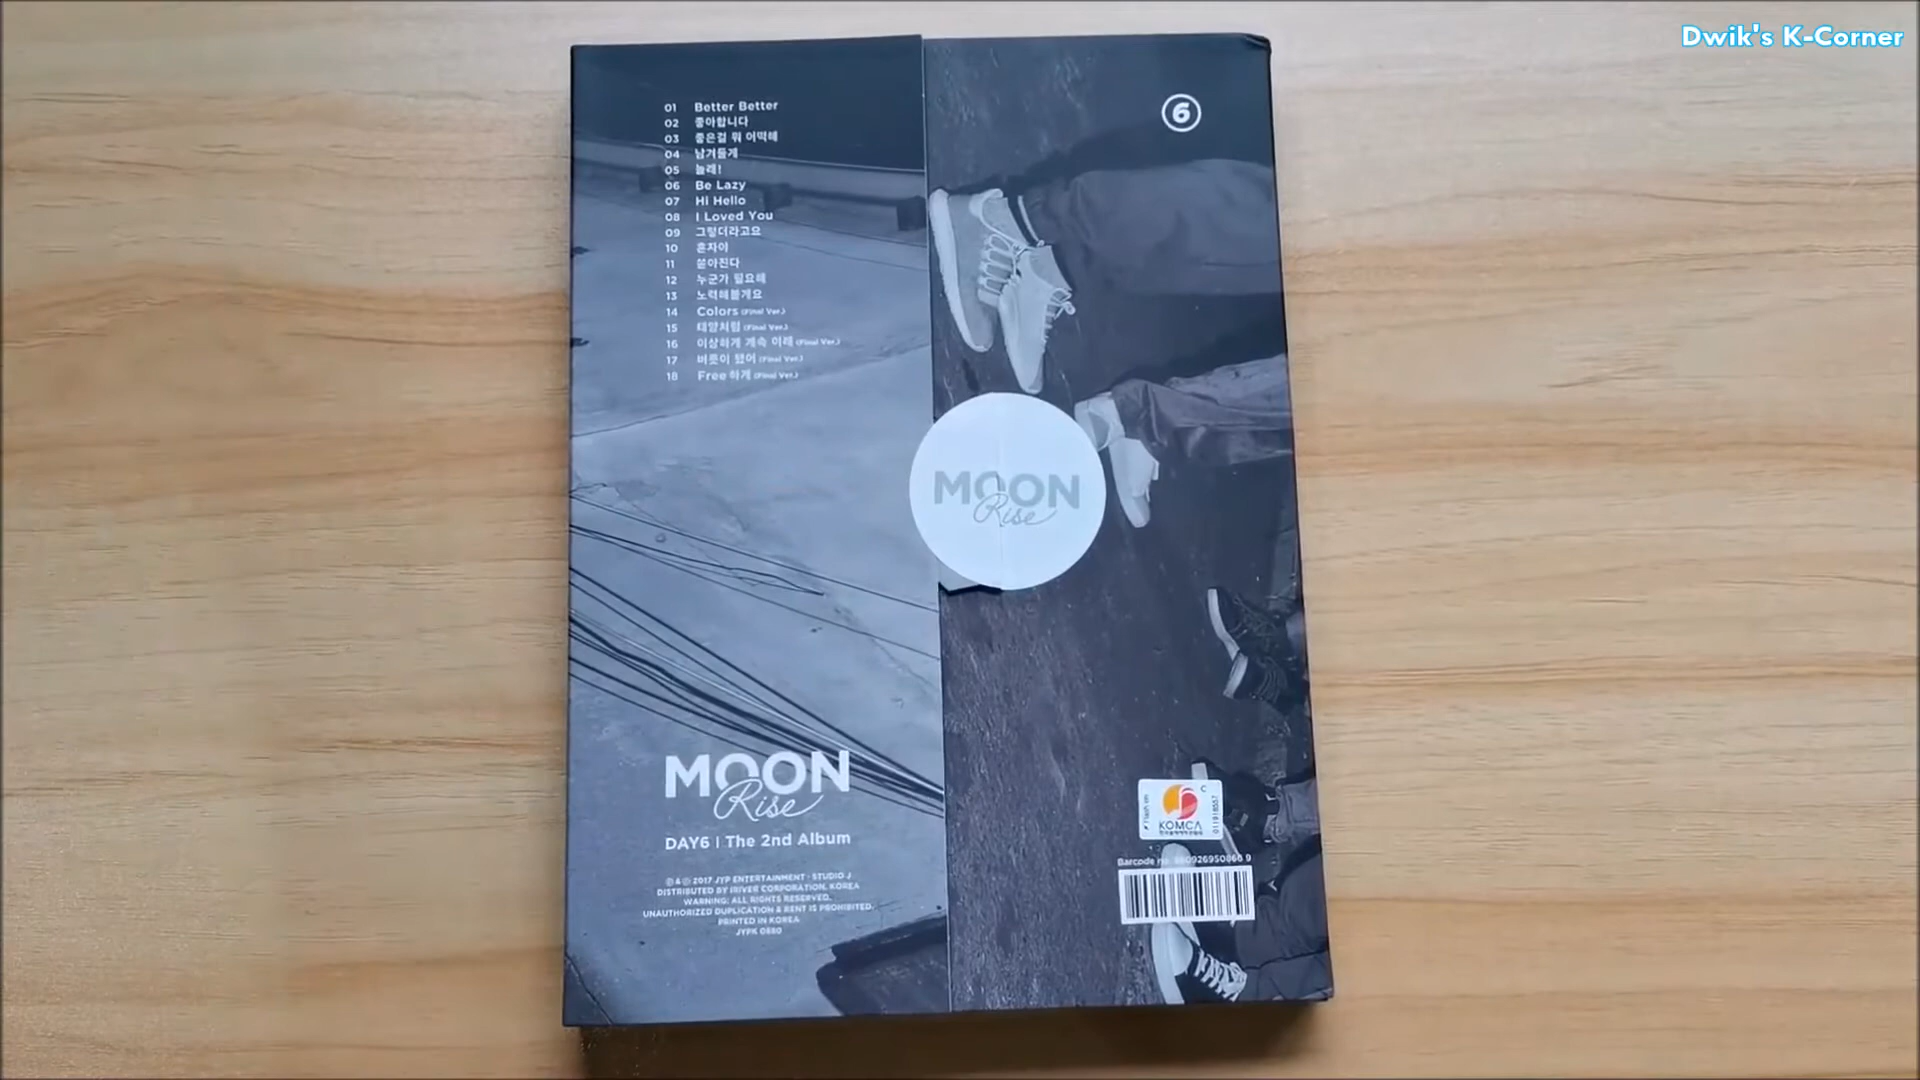 Dwik's K-Corner
01 Better Better
02 좋아합니다
03 좋은걸 뭐 어떡해
04 남겨둘게
05 놀래!
06 Be Lazy
07 Hi Hello
08 I Loved You
09 그렇더라고요
10 혼자야
11 쏟아진다
12 누군가 필요해
13 노력해볼게요
14 Colors (Final Ver.)
15 태양처럼 (Final Ver.)
16 이상하게 계속 이래 (Final Ver.)
17 버릇이 됐어 (Final Ver.)
18 Free하게 (Final Ver.)
6
MOON
Rise
MOON
Rise
DAY6 | The 2nd Album
℗ & © 2017 JYP ENTERTAINMENT · STUDIO J
DISTRIBUTED BY IRIVER CORPORATION, KOREA
WARNING: ALL RIGHTS RESERVED.
UNAUTHORIZED DUPLICATION & RENT IS PROHIBITED.
PRINTED IN KOREA
JYPK 0880
C
KOMCA
Barcode no.